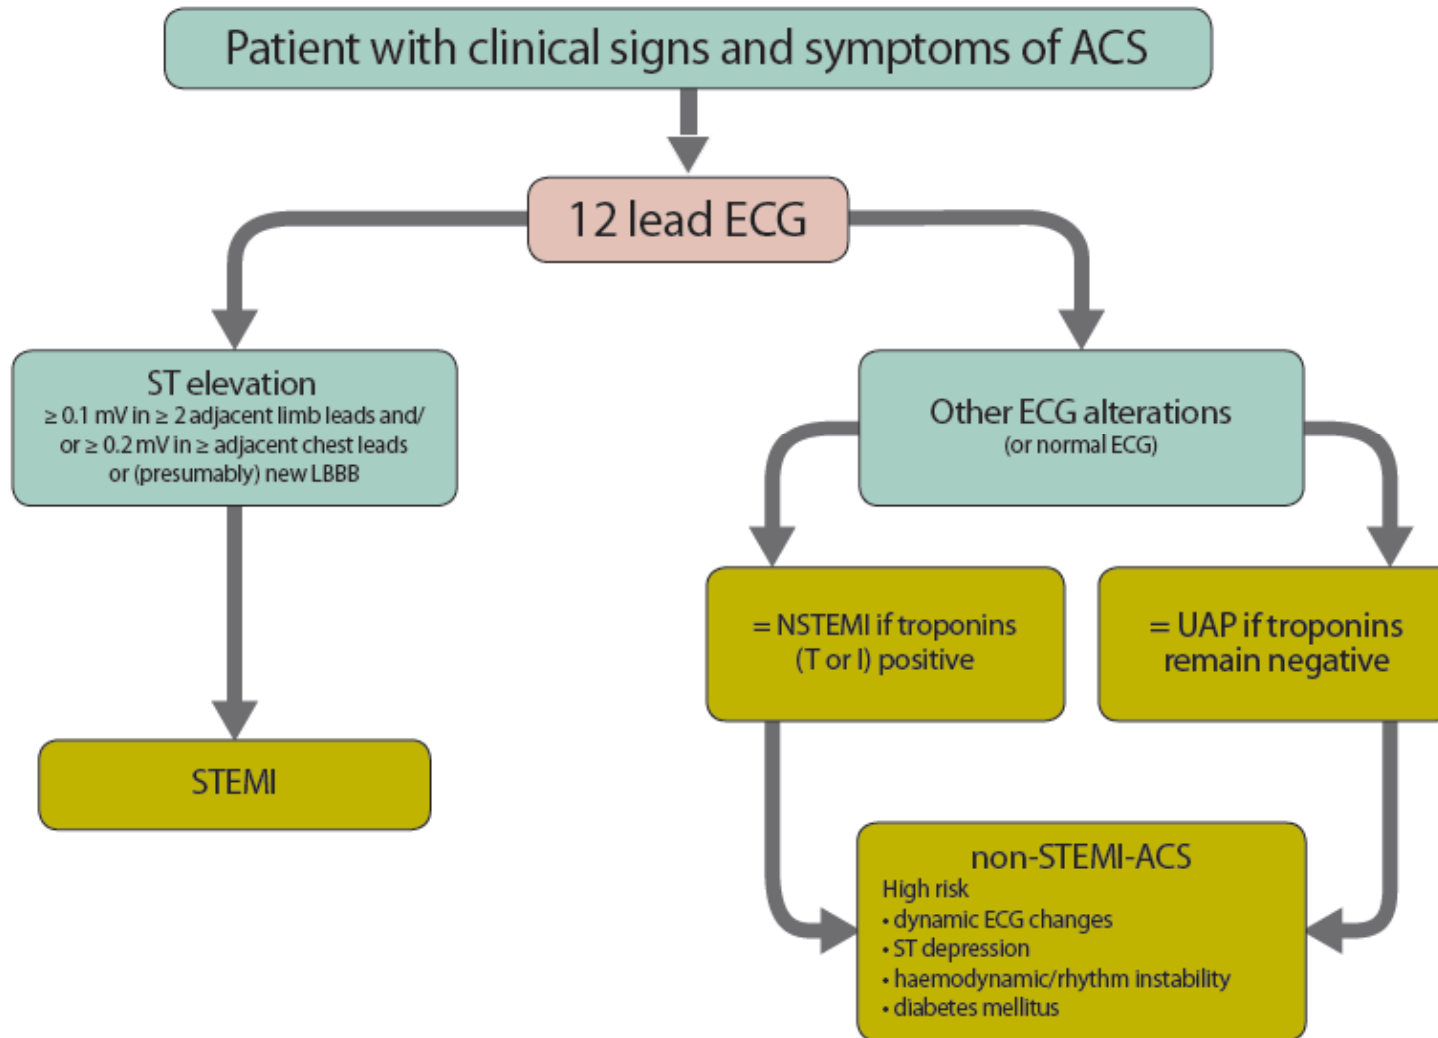 Patient with clinical signs and symptoms of ACS
12 lead ECG
ST elevation
≥ 0.1 mV in ≥ 2 adjacent limb leads and/
or ≥ 0.2 mV in ≥ adjacent chest leads
or (presumably) new LBBB
Other ECG alterations
(or normal ECG)
= NSTEMI if troponins
(T or I) positive
= UAP if troponins
remain negative
STEMI
non-STEMI-ACS
High risk
• dynamic ECG changes
• ST depression
• haemodynamic/rhythm instability
• diabetes mellitus